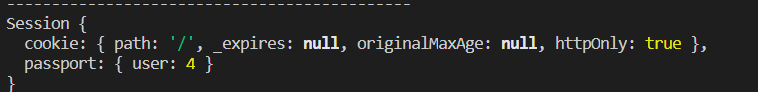 ---------------------------------------------
Session {
  cookie: { path: '/', _expires: null, originalMaxAge: null, httpOnly: true },
  passport: { user: 4 }
}